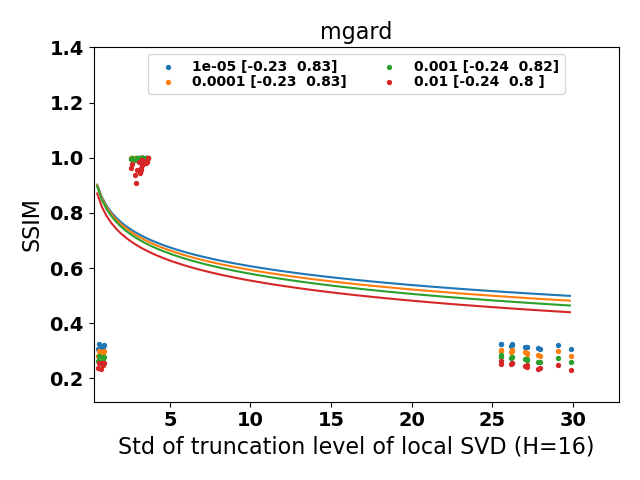 mgard
1e-05 [-0.23  0.83]
0.0001 [-0.23  0.83]
0.001 [-0.24  0.82]
0.01 [-0.24  0.8 ]
SSIM
1.4
1.2
1.0
0.8
0.6
0.4
0.2
5 10 15 20 25 30
Std of truncation level of local SVD (H=16)